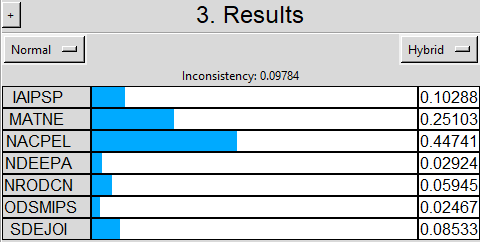 + 3. Results
Normal Hybrid
Inconsistency: 0.09784
IAIPSP 0.10288
MATNE 0.25103
NACPEL 0.44741
NDEEPA 0.02924
NRODCN 0.05945
ODSMIPS 0.02467
SDEJOI 0.08533